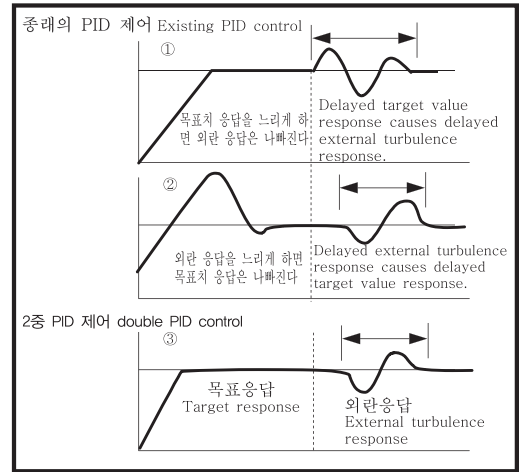 종래의 PID 제어 Existing PID control
①
목표치 응답을 느리게 하
면 외란 응답은 나빠진다
Delayed target value
response causes delayed
external turbulence
response.
②
외란 응답을 느리게 하면
목표치 응답은 나빠진다
Delayed external turbulence
response causes delayed
target value response.
2중 PID 제어 double PID control
③
목표응답
Target response
외란응답
External turbulence
response